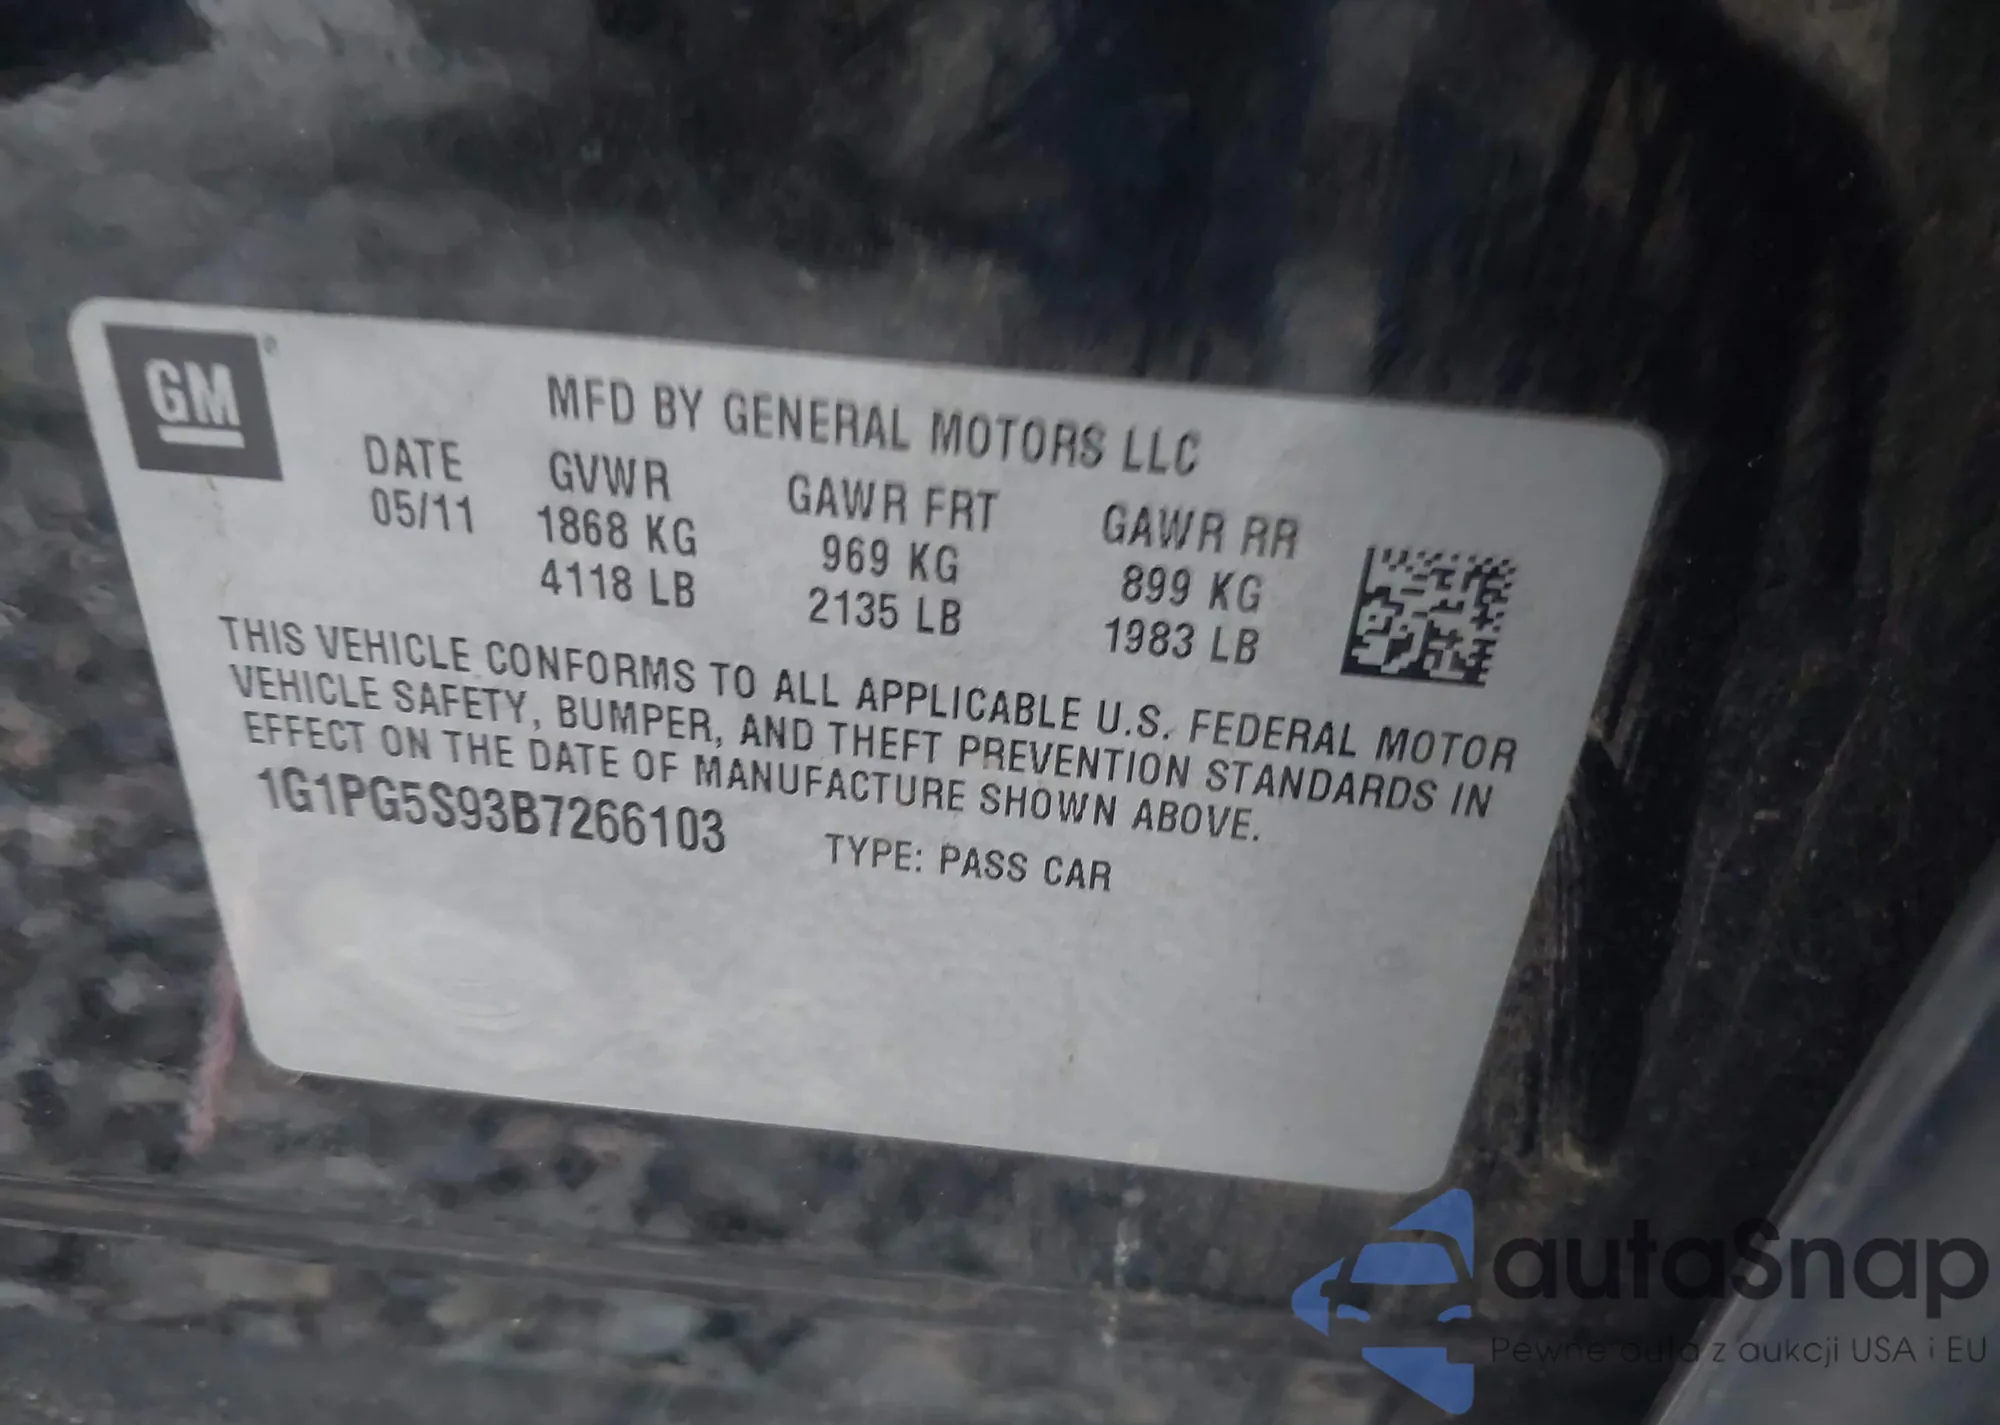 GM
MFD BY GENERAL MOTORS LLC
DATE GVWR GAWR FRT GAWR RR
05/11 1868 KG 969 KG 899 KG
4118 LB 2135 LB 1983 LB
THIS VEHICLE CONFORMS TO ALL APPLICABLE U.S. FEDERAL MOTOR
VEHICLE SAFETY, BUMPER, AND THEFT PREVENTION STANDARDS IN
EFFECT ON THE DATE OF MANUFACTURE SHOWN ABOVE.
1G1PG5S93B7266103 TYPE: PASS CAR
autaSnap
Pewne auta z aukcji USA i EU